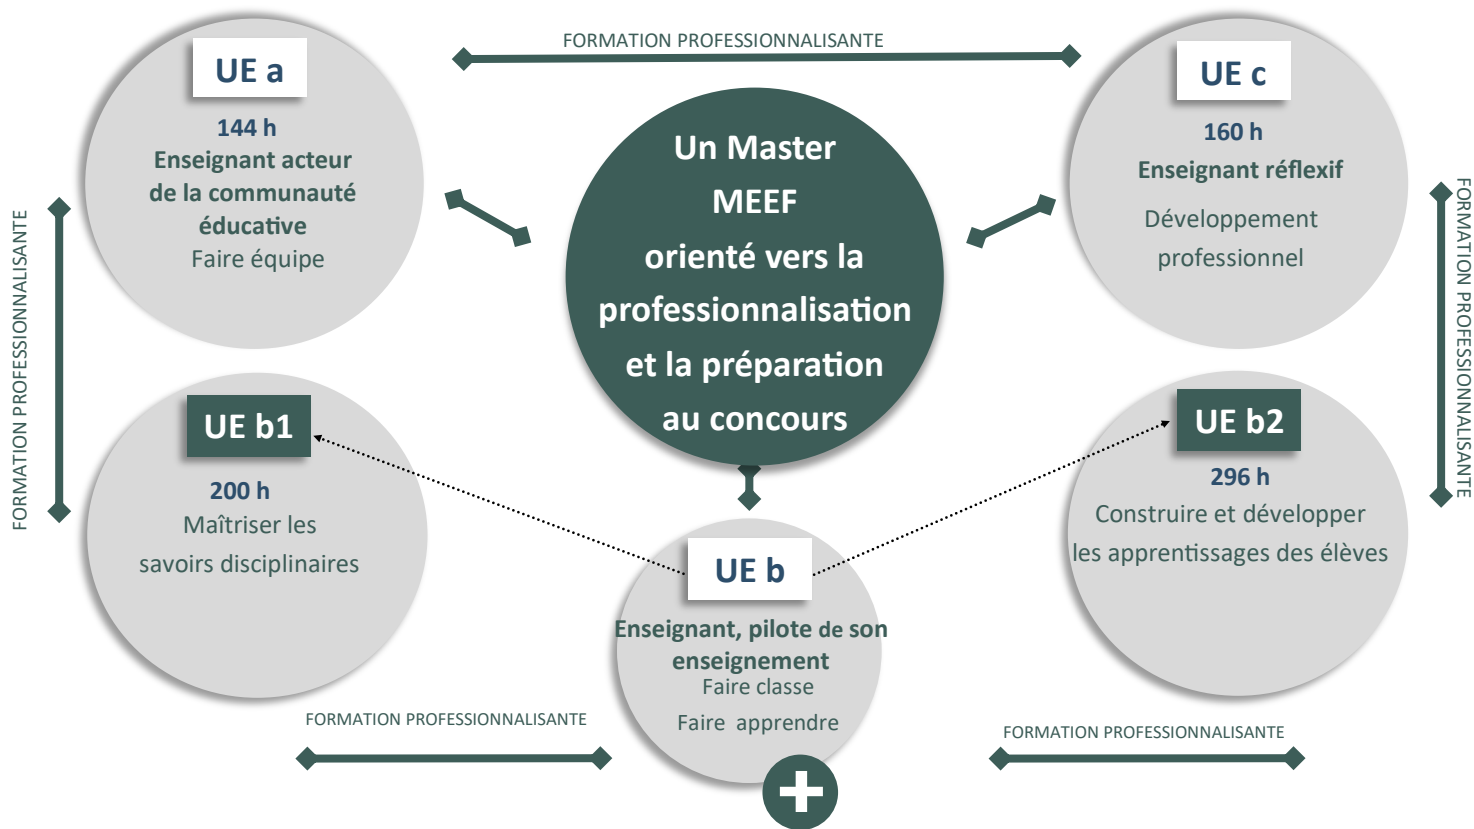 FORMATION PROFESSIONNALISANTE
UE a
144 h
Enseignant acteur
de la communauté
éducative
Faire équipe
Un Master
MEEF
orienté vers la
professionnalisation
et la préparation
au concours
UE c
160 h
Enseignant réflexif
Développement
professionnel
FORMATION PROFESSIONNALISANTE
FORMATION PROFESSIONNALISANTE
UE b1
200 h
Maîtriser les
savoirs disciplinaires
UE b2
296 h
Construire et développer
les apprentissages des élèves
UE b
Enseignant, pilote de son
enseignement
Faire classe
Faire apprendre
FORMATION PROFESSIONNALISANTE
FORMATION PROFESSIONNALISANTE